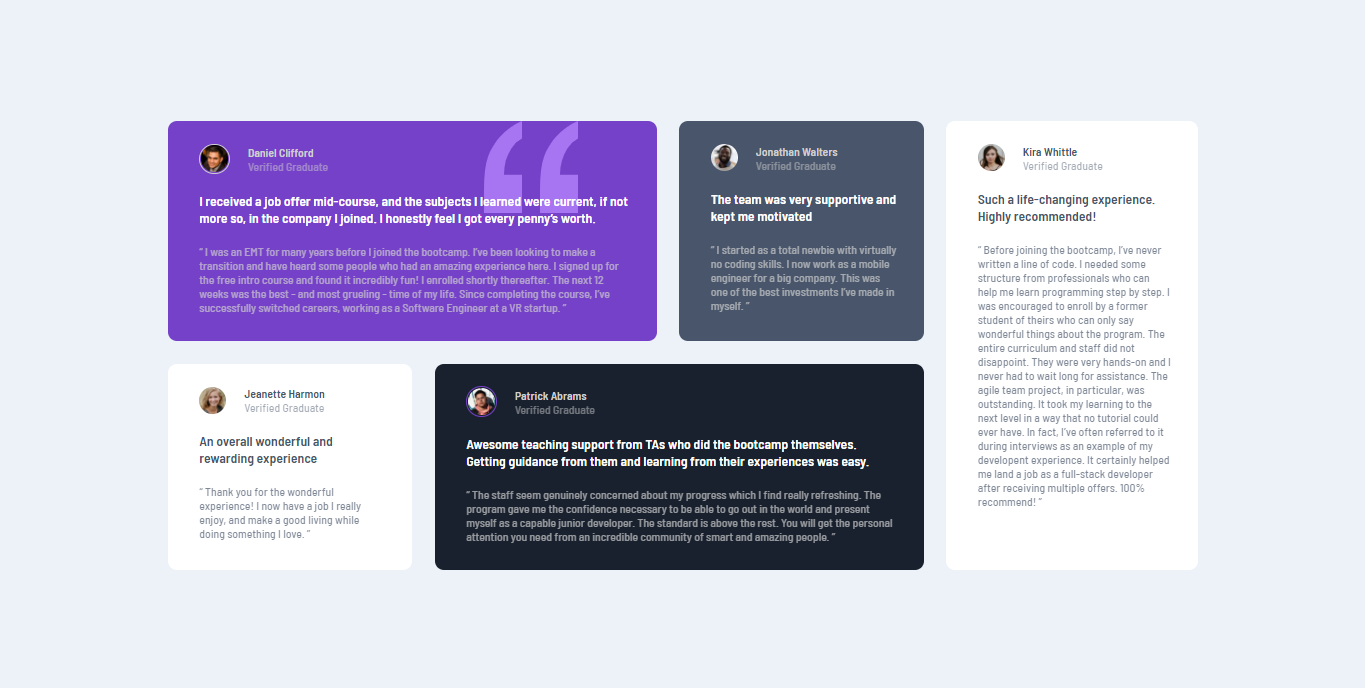 Daniel Clifford
Verified Graduate
I received a job offer mid-course, and the subjects I learned were current, if not
more so, in the company I joined. I honestly feel I got every penny's worth.
“ I was an EMT for many years before I joined the bootcamp. I've been looking to make a
transition and have heard some people who had an amazing experience here. I signed up for
the free intro course and found it incredibly fun! I enrolled shortly thereafter. The next 12
weeks was the best - and most grueling - time of my life. Since completing the course, I've
successfully switched careers, working as a Software Engineer at a VR startup. ”
Jonathan Walters
Verified Graduate
The team was very supportive and
kept me motivated
“ I started as a total newbie with virtually
no coding skills. I now work as a mobile
engineer for a big company. This was
one of the best investments I've made in
myself. ”
Kira Whittle
Verified Graduate
Such a life-changing experience.
Highly recommended!
“ Before joining the bootcamp, I've never
written a line of code. I needed some
structure from professionals who can
help me learn programming step by step. I
was encouraged to enroll by a former
student of theirs who can only say
wonderful things about the program. The
entire curriculum and staff did not
disappoint. They were very hands-on and I
never had to wait long for assistance. The
agile team project, in particular, was
outstanding. It took my learning to the
next level in a way that no tutorial could
ever have. In fact, I've often referred to it
during interviews as an example of my
developent experience. It certainly helped
me land a job as a full-stack developer
after receiving multiple offers. 100%
recommend! ”
Jeanette Harmon
Verified Graduate
An overall wonderful and
rewarding experience
“ Thank you for the wonderful
experience! I now have a job I really
enjoy, and make a good living while
doing something I love. ”
Patrick Abrams
Verified Graduate
Awesome teaching support from TAs who did the bootcamp themselves.
Getting guidance from them and learning from their experiences was easy.
“ The staff seem genuinely concerned about my progress which I find really refreshing. The
program gave me the confidence necessary to be able to go out in the world and present
myself as a capable junior developer. The standard is above the rest. You will get the personal
attention you need from an incredible community of smart and amazing people. ”